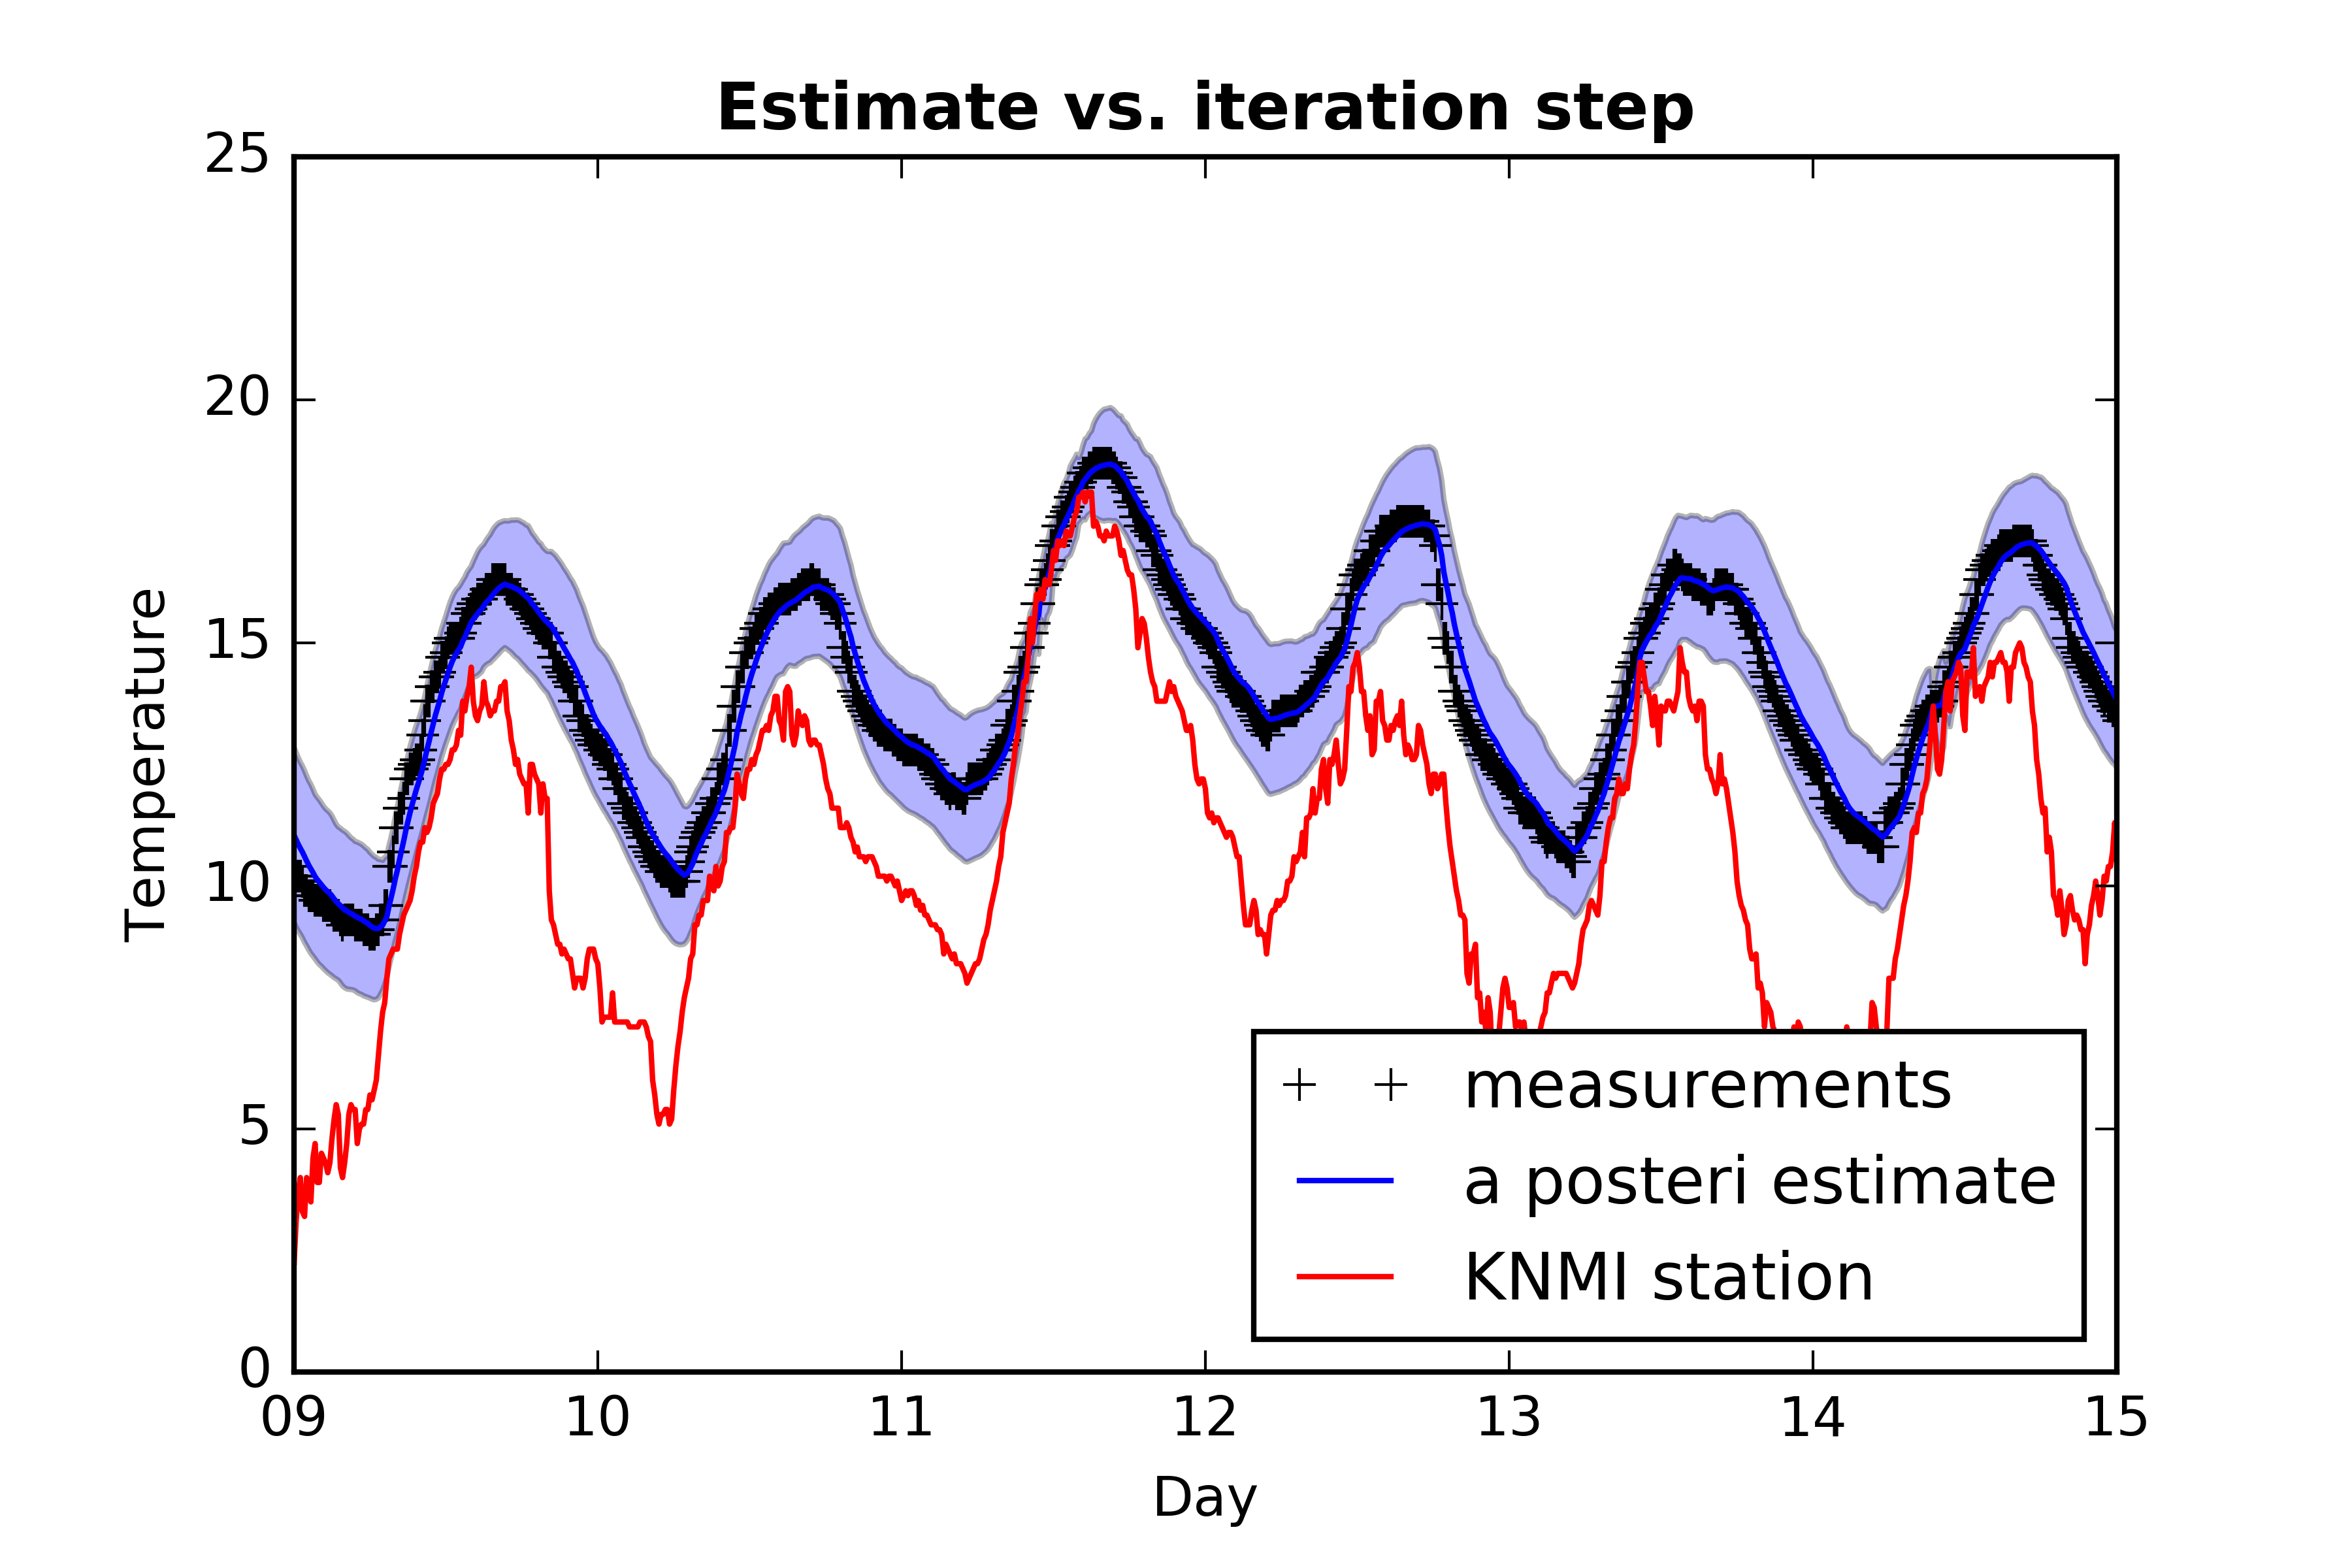 Estimate vs. iteration step
25
20
15
10
5
0
Temperature
09 10 11 12 13 14 15
Day
measurements
a posteri estimate
KNMI station